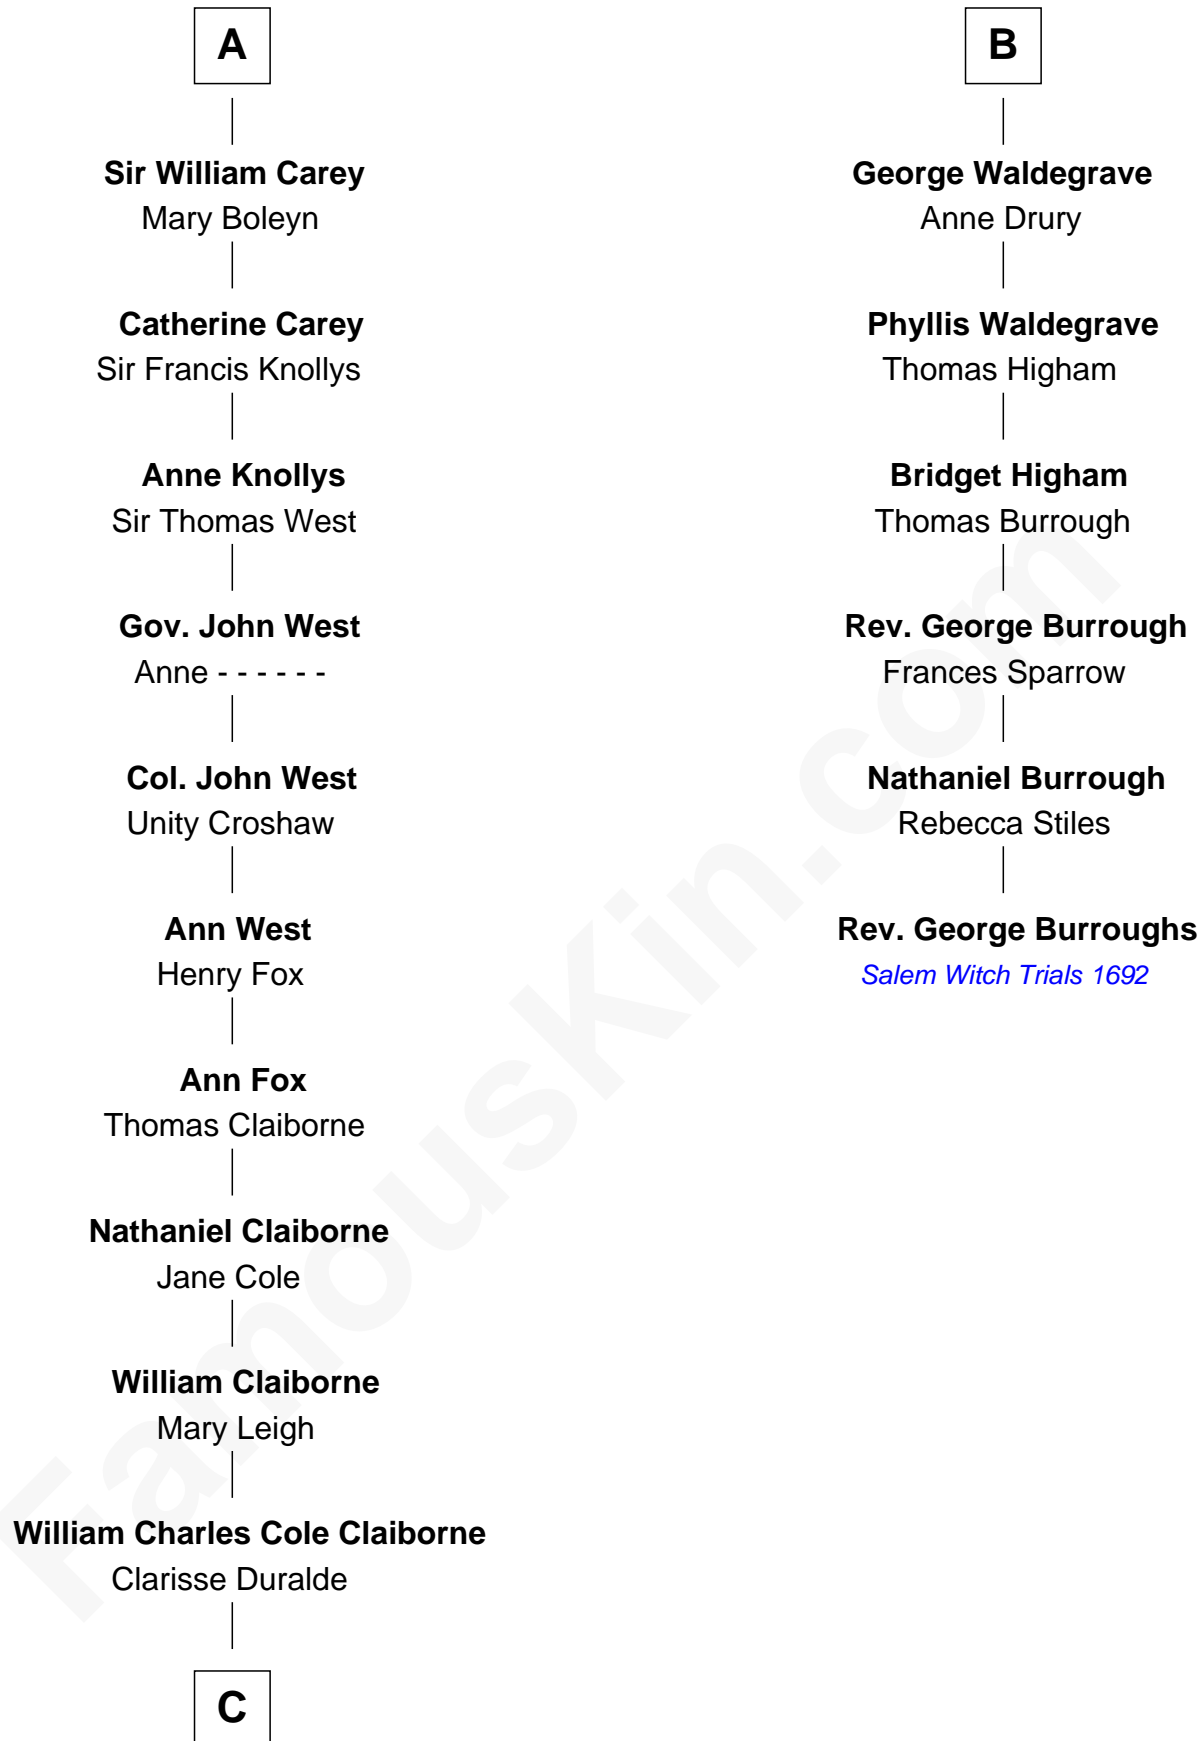 A
Sir William Carey
Mary Boleyn
Catherine Carey
Sir Francis Knollys
Anne Knollys
Sir Thomas West
Gov. John West
Anne - - - - - -
Col. John West
Unity Croshaw
Ann West
Henry Fox
Ann Fox
Thomas Claiborne
Nathaniel Claiborne
Jane Cole
William Claiborne
Mary Leigh
William Charles Cole Claiborne
Clarisse Duralde
C
B
George Waldegrave
Anne Drury
Phyllis Waldegrave
Thomas Higham
Bridget Higham
Thomas Burrough
Rev. George Burrough
Frances Sparrow
Nathaniel Burrough
Rebecca Stiles
Rev. George Burroughs
Salem Witch Trials 1692
FamousKin.com